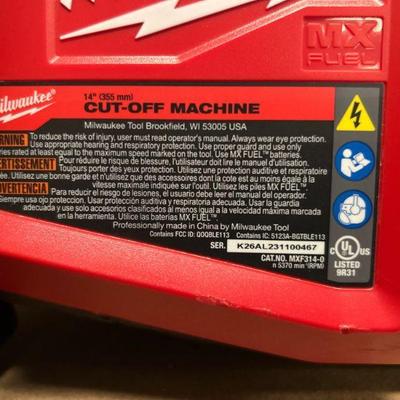 MX
FUEL
Milwaukee
14" (355 mm)
CUT-OFF MACHINE
Milwaukee Tool Brookfield, WI 53005 USA
WARNING To reduce the risk of injury, user must read operator's manual. Always wear eye protection.
Use appropriate hearing and respiratory protection. Use proper guard and use only
accessories rated at least maximum speed marked on tool. Use MX FUEL™ batteries.
AVERTISSEMENT Pour réduire le risque de blessure, l'utilisateur doit lire le manuel d'utilisation.
Toujours porter des yeux protection. Utilisez une audition et protection respiratoire
Utilisez une bonne garde et n'utilisez que des accessoires dont la cote est au moins égale à la
vitesse maximale indiquée sur l'outil. Utilisez les piles MX FUEL™.
ADVERTENCIA Para reducir el riesgo de lesiones, el usuario debe leer el manual del operador.
Siempre usa ojo protección. Usar protección auditiva y respiratoria adecuada. Usar la guardia
adecuada y use solo accesorios clasificados al menos igual a la velocidad máxima marcada
en la herramienta. Utilice las baterías MX FUEL™.
Professionally made in China by Milwaukee Tool
Contains FCC ID: QOQBLE113 Contains IC: 5123A-BGTBLE113
SER. K26AL231100467
CAT.NO. MXF314-0
n 5370 min⁻¹(RPM)
c UL US
LISTED
9R31